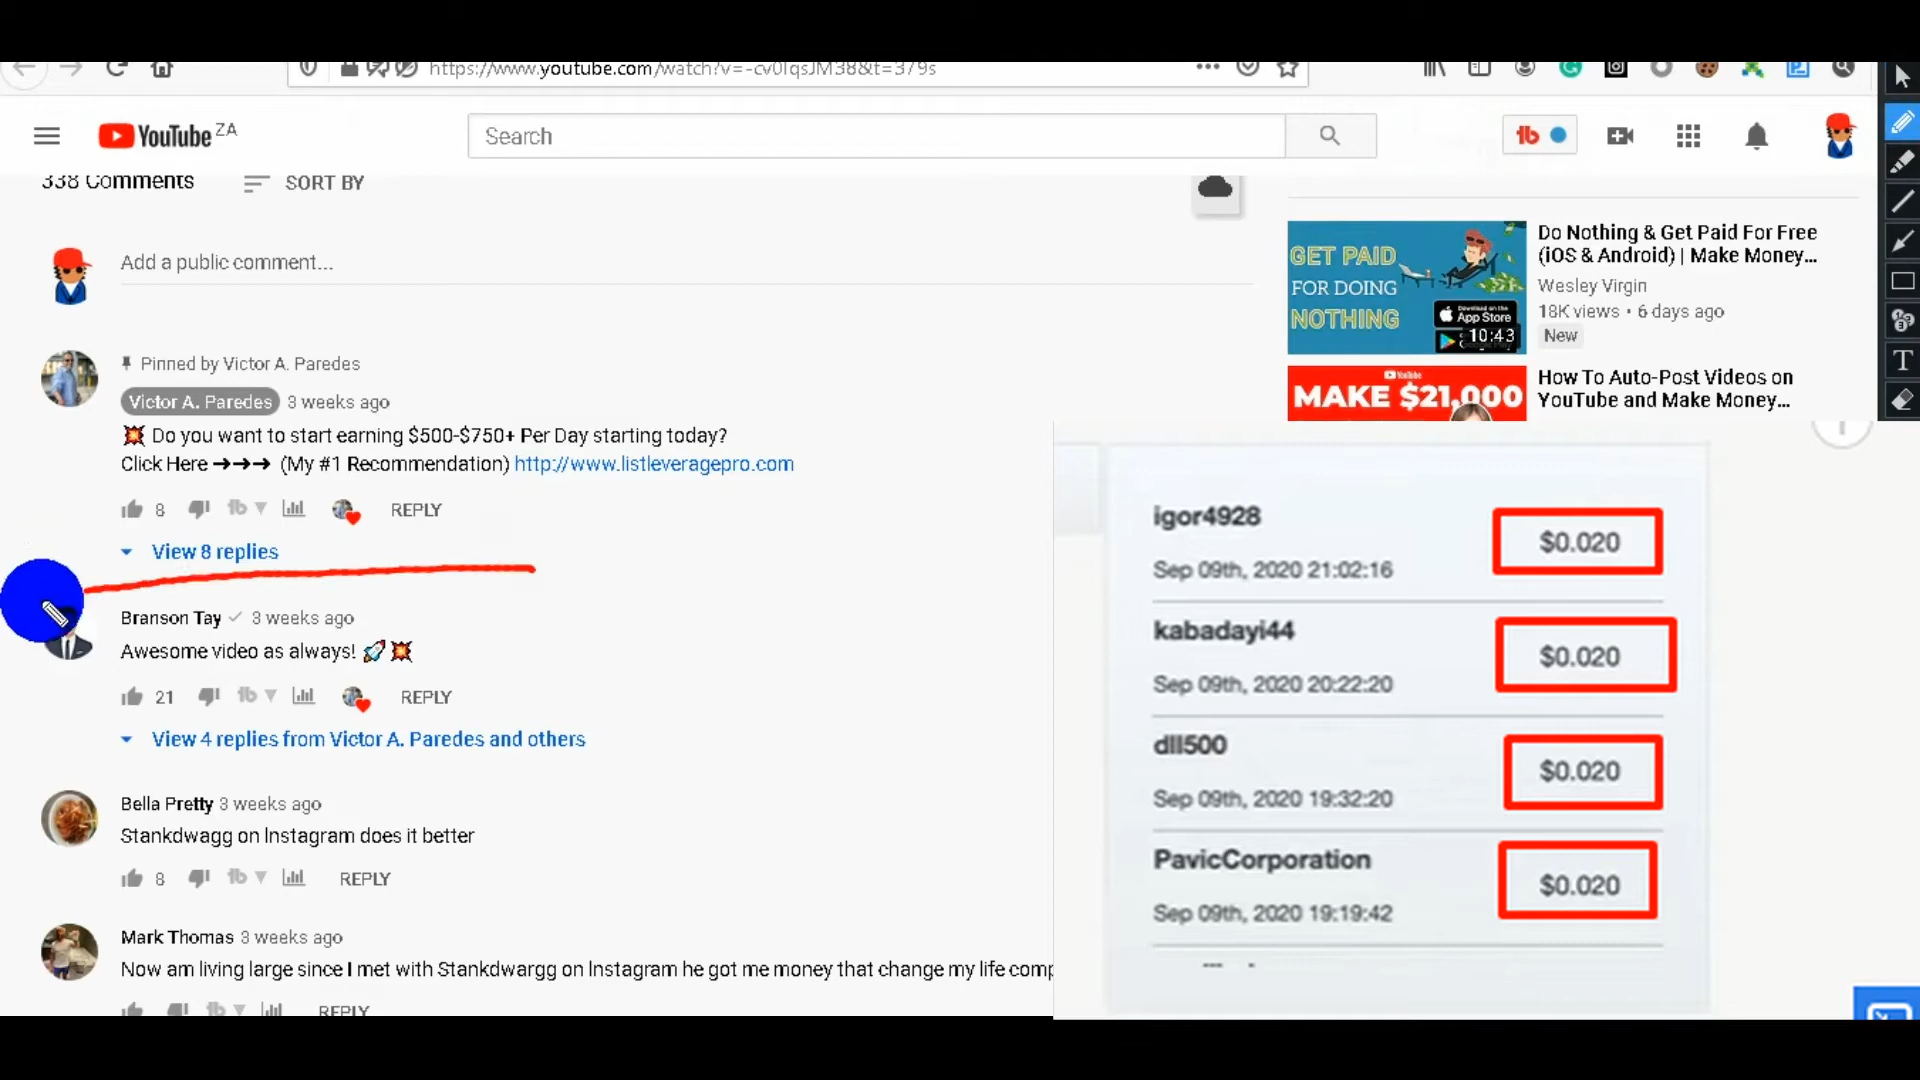 https://www.youtube.com/watch?v=-cv0IqsJM38&t=379s
YouTube ZA
Search
338 Comments
SORT BY
Add a public comment...
Pinned by Victor A. Paredes
Victor A. Paredes 3 weeks ago
💥 Do you want to start earning $500-$750+ Per Day starting today?
Click Here ➜➜➜ (My #1 Recommendation) http://www.listleveragepro.com
8 REPLY
View 8 replies
Branson Tay 3 weeks ago
Awesome video as always! 🚀💥
21 REPLY
View 4 replies from Victor A. Paredes and others
Bella Pretty 3 weeks ago
Stankdwagg on Instagram does it better
8 REPLY
Mark Thomas 3 weeks ago
Now am living large since I met with Stankdwargg on Instagram he got me money that change my life comp
REPLY
GET PAID
FOR DOING
NOTHING
Download on the
App Store
10:43
Do Nothing & Get Paid For Free
(iOS & Android) | Make Money...
Wesley Virgin
18K views • 6 days ago
New
YouTube
MAKE $21,000
How To Auto-Post Videos on
YouTube and Make Money...
igor4928
$0.020
Sep 09th, 2020 21:02:16
kabadayi44
$0.020
Sep 09th, 2020 20:22:20
dll500
$0.020
Sep 09th, 2020 19:32:20
PavicCorporation
$0.020
Sep 09th, 2020 19:19:42